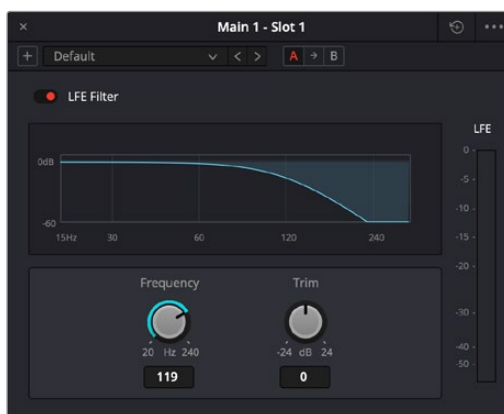 Main 1 - Slot 1
Default
A B
LFE Filter
LFE
0dB
-60
15Hz 30 60 120 240
0 -
-5 -
-10 -
-15 -
-20 -
-30 -
-40 -
-50 -
Frequency Trim
20 Hz 240 -24 dB 24
119 0